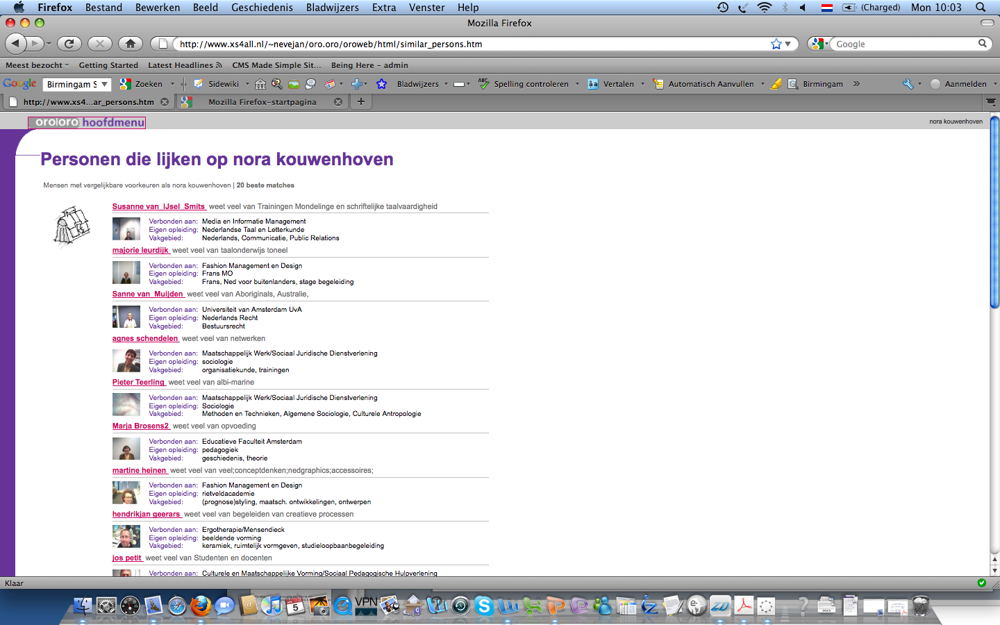 Firefox Bestand Bewerken Beeld Geschiedenis Bladwijzers Extra Venster Help (Charged) Mon 10:03
Mozilla Firefox
http://www.xs4all.nl/~nevejan/oro.oro/oroweb/html/similar_persons.htm Google
Meest bezocht Getting Started Latest Headlines CMS Made Simple Sit... Being Here - admin
Google Birmingam S Zoeken Sidewiki Bladwijzers ABC Spelling controleren Vertalen Automatisch Aanvullen Birmingam » Aanmelden
http://www.xs4...ar_persons.htm Mozilla Firefox-startpagina
oro|oro hoofdmenu nora kouwenhoven
Personen die lijken op nora kouwenhoven
Mensen met vergelijkbare voorkeuren als nora kouwenhoven | 20 beste matches
Susanne van_IJsel_Smits weet veel van Trainingen Mondelinge en schriftelijke taalvaardigheid
Verbonden aan: Media en Informatie Management
Eigen opleiding: Nederlandse Taal en Letterkunde
Vakgebied: Nederlands, Communicatie, Public Relations
majorie leurdijk weet veel van taalonderwijs toneel
Verbonden aan: Fashion Management en Design
Eigen opleiding: Frans MO
Vakgebied: Frans, Ned voor buitenlanders, stage begeleiding
Sanne van_Muijden weet veel van Aboriginals, Australie,
Verbonden aan: Universiteit van Amsterdam UvA
Eigen opleiding: Nederlands Recht
Vakgebied: Bestuursrecht
agnes schendelen weet veel van netwerken
Verbonden aan: Maatschappelijk Werk/Sociaal Juridische Dienstverlening
Eigen opleiding: sociologie
Vakgebied: organisatiekunde, trainingen
Pieter Teerling weet veel van albi-marine
Verbonden aan: Maatschappelijk Werk/Sociaal Juridische Dienstverlening
Eigen opleiding: Sociologie
Vakgebied: Methoden en Technieken, Algemene Sociologie, Culturele Antropologie
Marja Brosens2 weet veel van opvoeding
Verbonden aan: Educatieve Faculteit Amsterdam
Eigen opleiding: pedagogiek
Vakgebied: geschiedenis, theorie
martine heinen weet veel van veel;conceptdenken;nedgraphics;accessoires;
Verbonden aan: Fashion Management en Design
Eigen opleiding: rietveldacademie
Vakgebied: (prognose)styling, maatsch. ontwikkelingen, ontwerpen
hendrikjan geerars weet veel van begeleiden van creatieve processen
Verbonden aan: Ergotherapie/Mensendieck
Eigen opleiding: beeldende vorming
Vakgebied: keramiek, ruimtelijk vormgeven, studieloopbaanbegeleiding
jos petit weet veel van Studenten en docenten
Verbonden aan: Culturele en Maatschappelijke Vorming/Sociaal Pedagogische Hulpverlening
Klaar
VPN
5